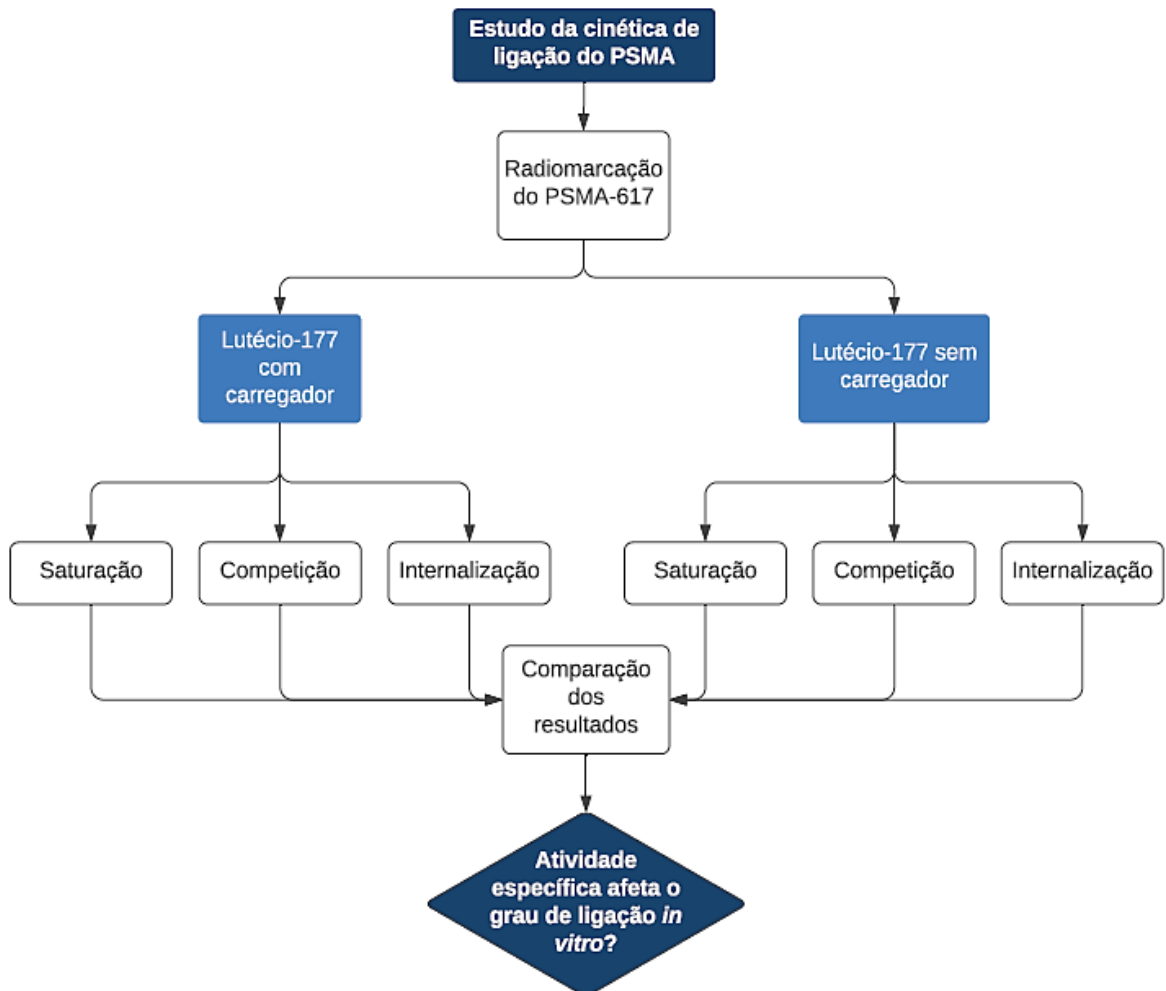 Estudo da cinética de
ligação do PSMA
Radiomarcação
do PSMA-617
Lutécio-177
com
carregador
Lutécio-177 sem
carregador
Saturação
Competição
Internalização
Saturação
Competição
Internalização
Comparação
dos
resultados
Atividade
específica afeta o
grau de ligação in
vitro?